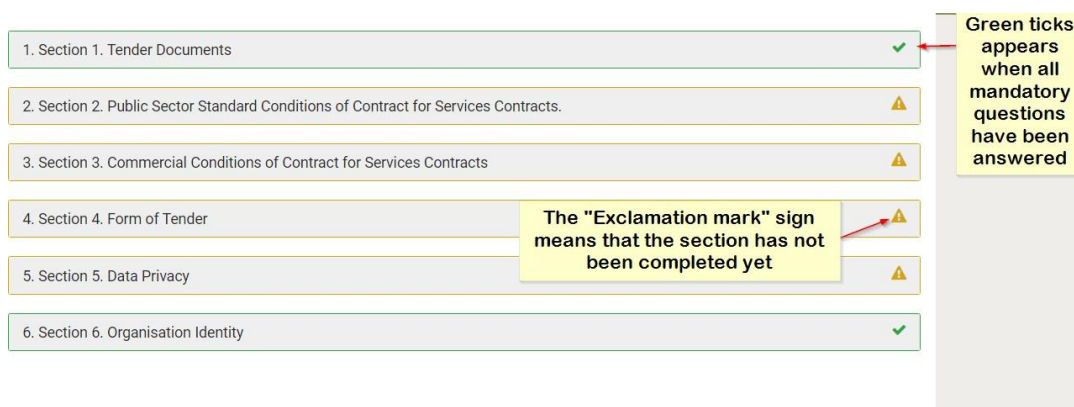 1. Section 1. Tender Documents
2. Section 2. Public Sector Standard Conditions of Contract for Services Contracts.
3. Section 3. Commercial Conditions of Contract for Services Contracts
4. Section 4. Form of Tender
5. Section 5. Data Privacy
6. Section 6. Organisation Identity
The "Exclamation mark" sign
means that the section has not
been completed yet
Green ticks
appears
when all
mandatory
questions
have been
answered